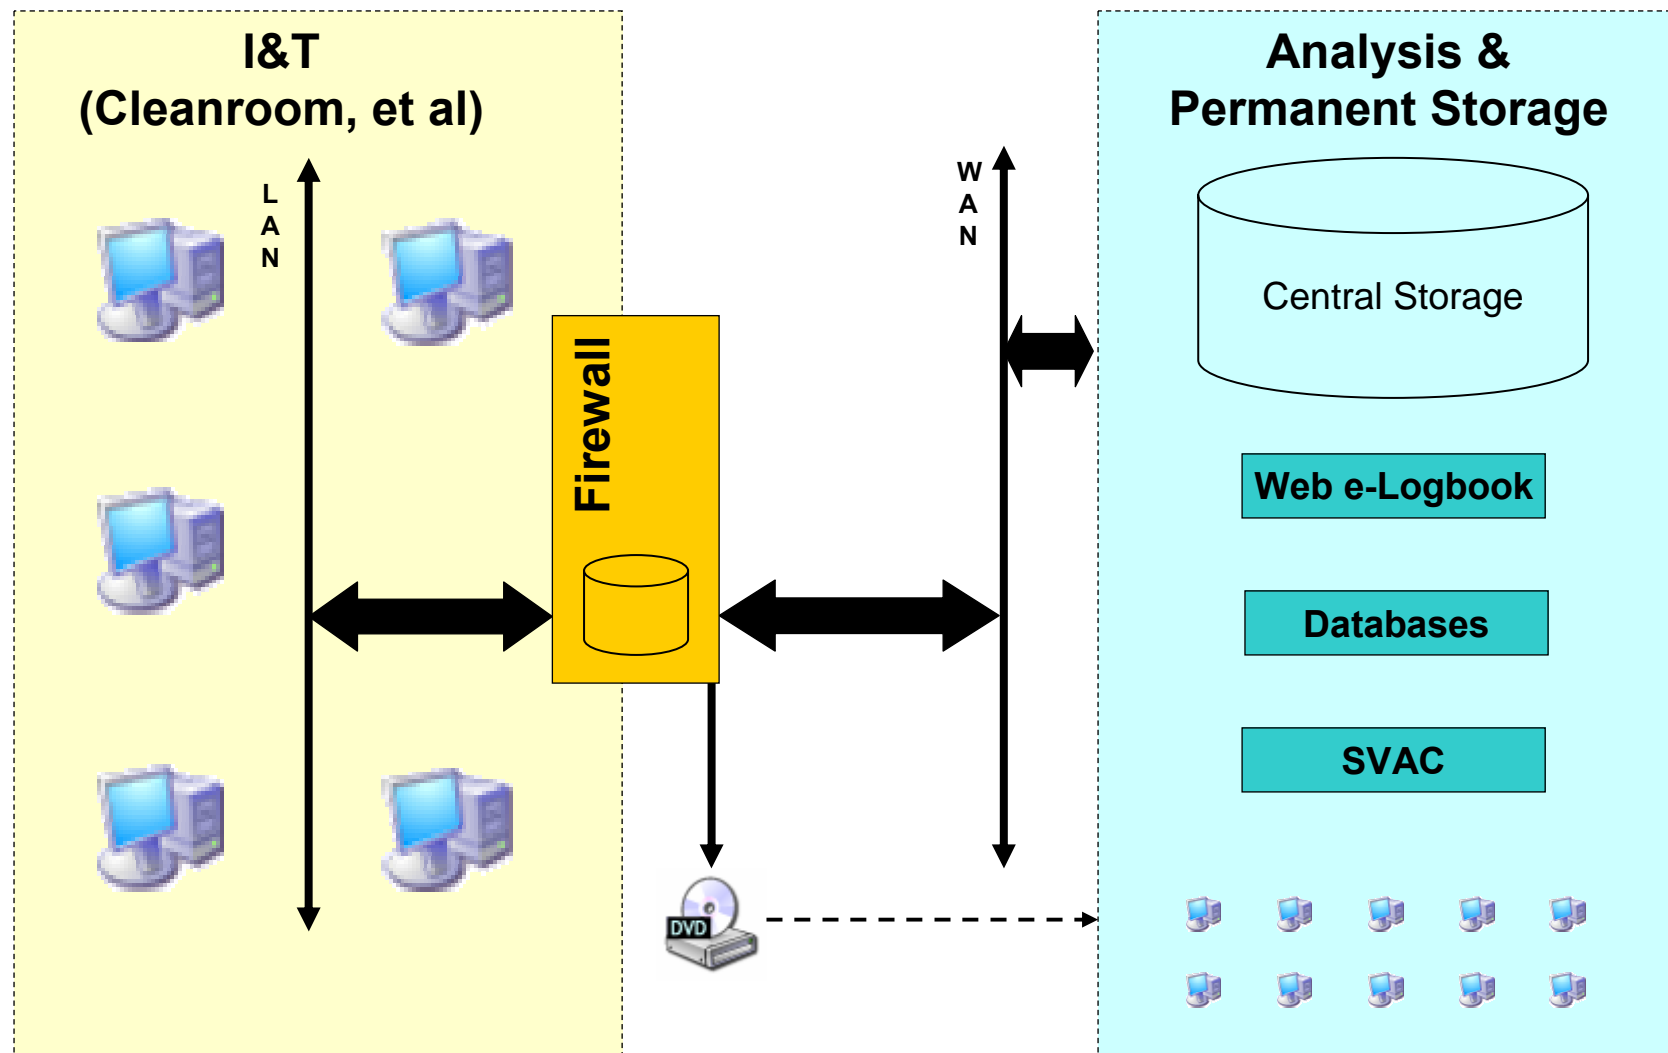 I&T
(Cleanroom, et al)
L
A
N
Firewall
DVD
W
A
N
Analysis &
Permanent Storage
Central Storage
Web e-Logbook
Databases
SVAC